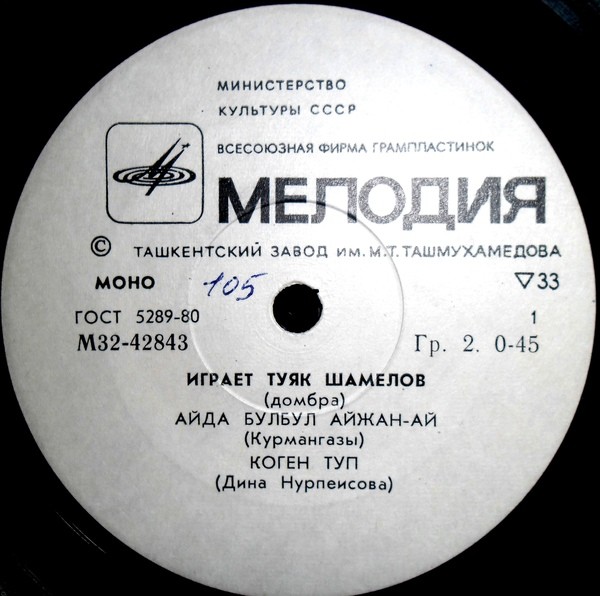 МИНИСТЕРСТВО
КУЛЬТУРЫ СССР
ВСЕСОЮЗНАЯ ФИРМА ГРАМПЛАСТИНОК
МЕЛОДИЯ
© ТАШКЕНТСКИЙ ЗАВОД ИМ. М.Т. ТАШМУХАМЕДОВА
МОНО 105 ▽33
ГОСТ 5289-80 1
М32-42843 Гр. 2. 0-45
ИГРАЕТ ТУЯК ШАМЕЛОВ
(домбра)
АЙДА БУЛБУЛ АЙЖАН-АЙ
(Курмангазы)
КОГЕН ТУП
(Дина Нурпеисова)